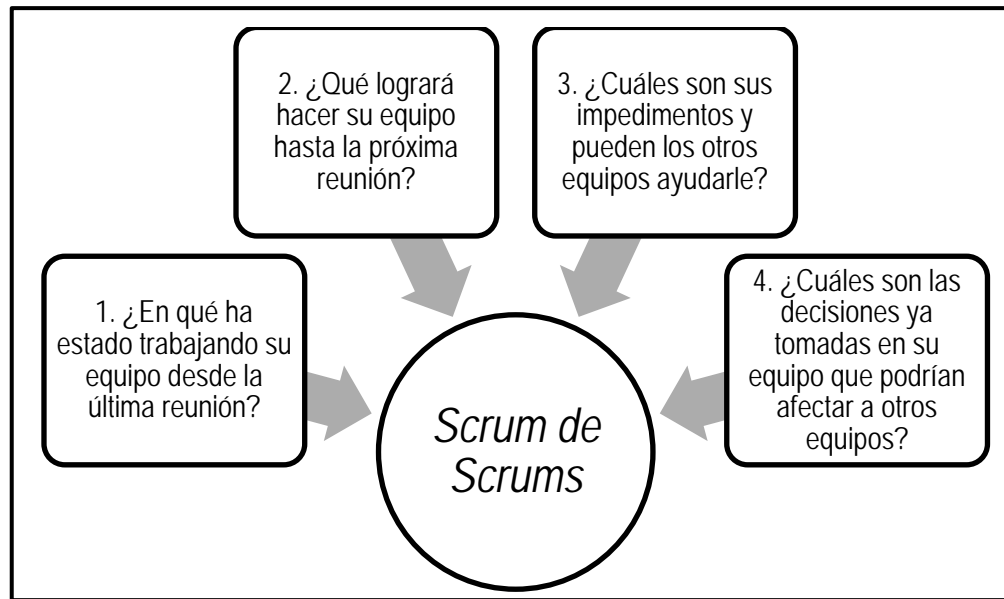 1. ¿En qué ha
estado trabajando su
equipo desde la
última reunión?
2. ¿Qué logrará
hacer su equipo
hasta la próxima
reunión?
3. ¿Cuáles son sus
impedimentos y
pueden los otros
equipos ayudarle?
4. ¿Cuáles son las
decisiones ya
tomadas en su
equipo que podrían
afectar a otros
equipos?
Scrum de
Scrums